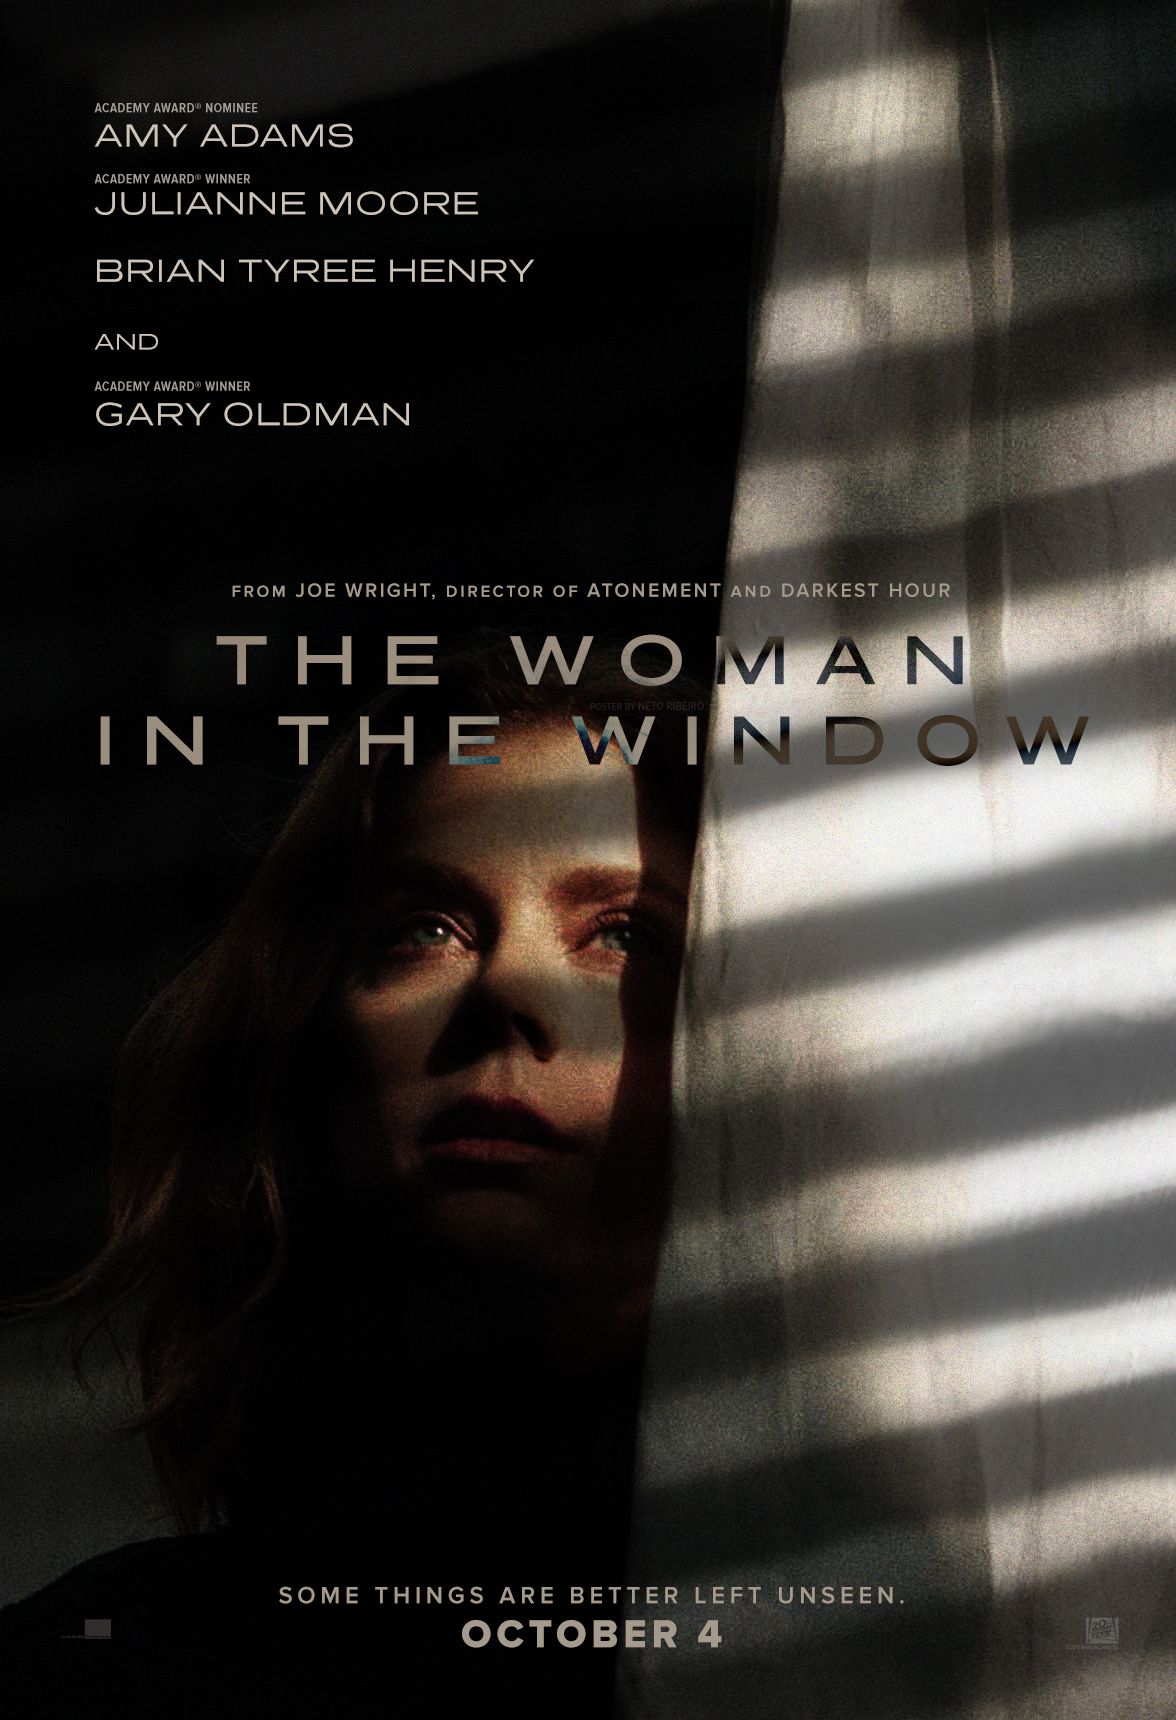 ACADEMY AWARD® NOMINEE
AMY ADAMS
ACADEMY AWARD® WINNER
JULIANNE MOORE
BRIAN TYREE HENRY
AND
ACADEMY AWARD® WINNER
GARY OLDMAN
FROM JOE WRIGHT, DIRECTOR OF ATONEMENT AND DARKEST HOUR
THE WOMAN
POSTER BY NETO RIBEIRO
IN THE WINDOW
SOME THINGS ARE BETTER LEFT UNSEEN.
OCTOBER 4